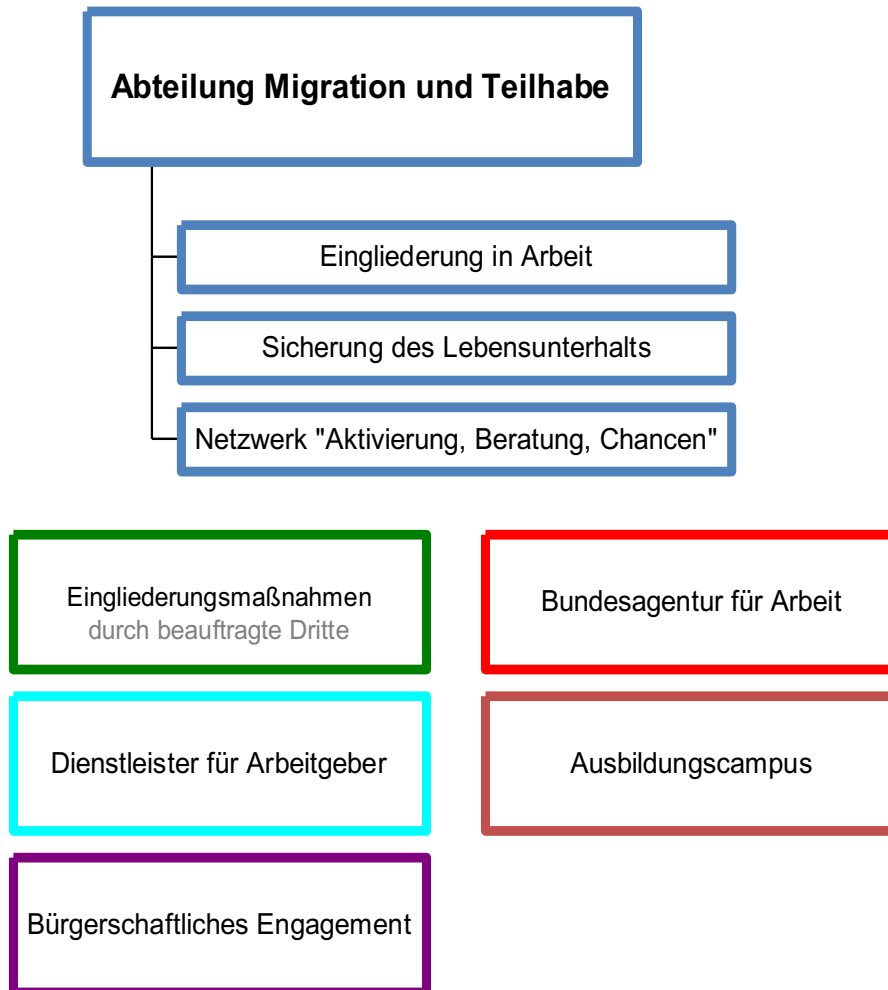 Abteilung Migration und Teilhabe
Eingliederung in Arbeit
Sicherung des Lebensunterhalts
Netzwerk "Aktivierung, Beratung, Chancen"
Eingliederungsmaßnahmen
durch beauftragte Dritte
Bundesagentur für Arbeit
Dienstleister für Arbeitgeber
Ausbildungscampus
Bürgerschaftliches Engagement